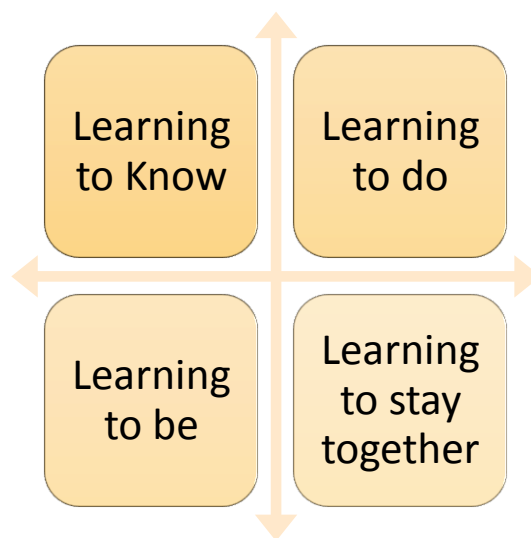 Learning
to Know
Learning
to do
Learning
to be
Learning
to stay
together